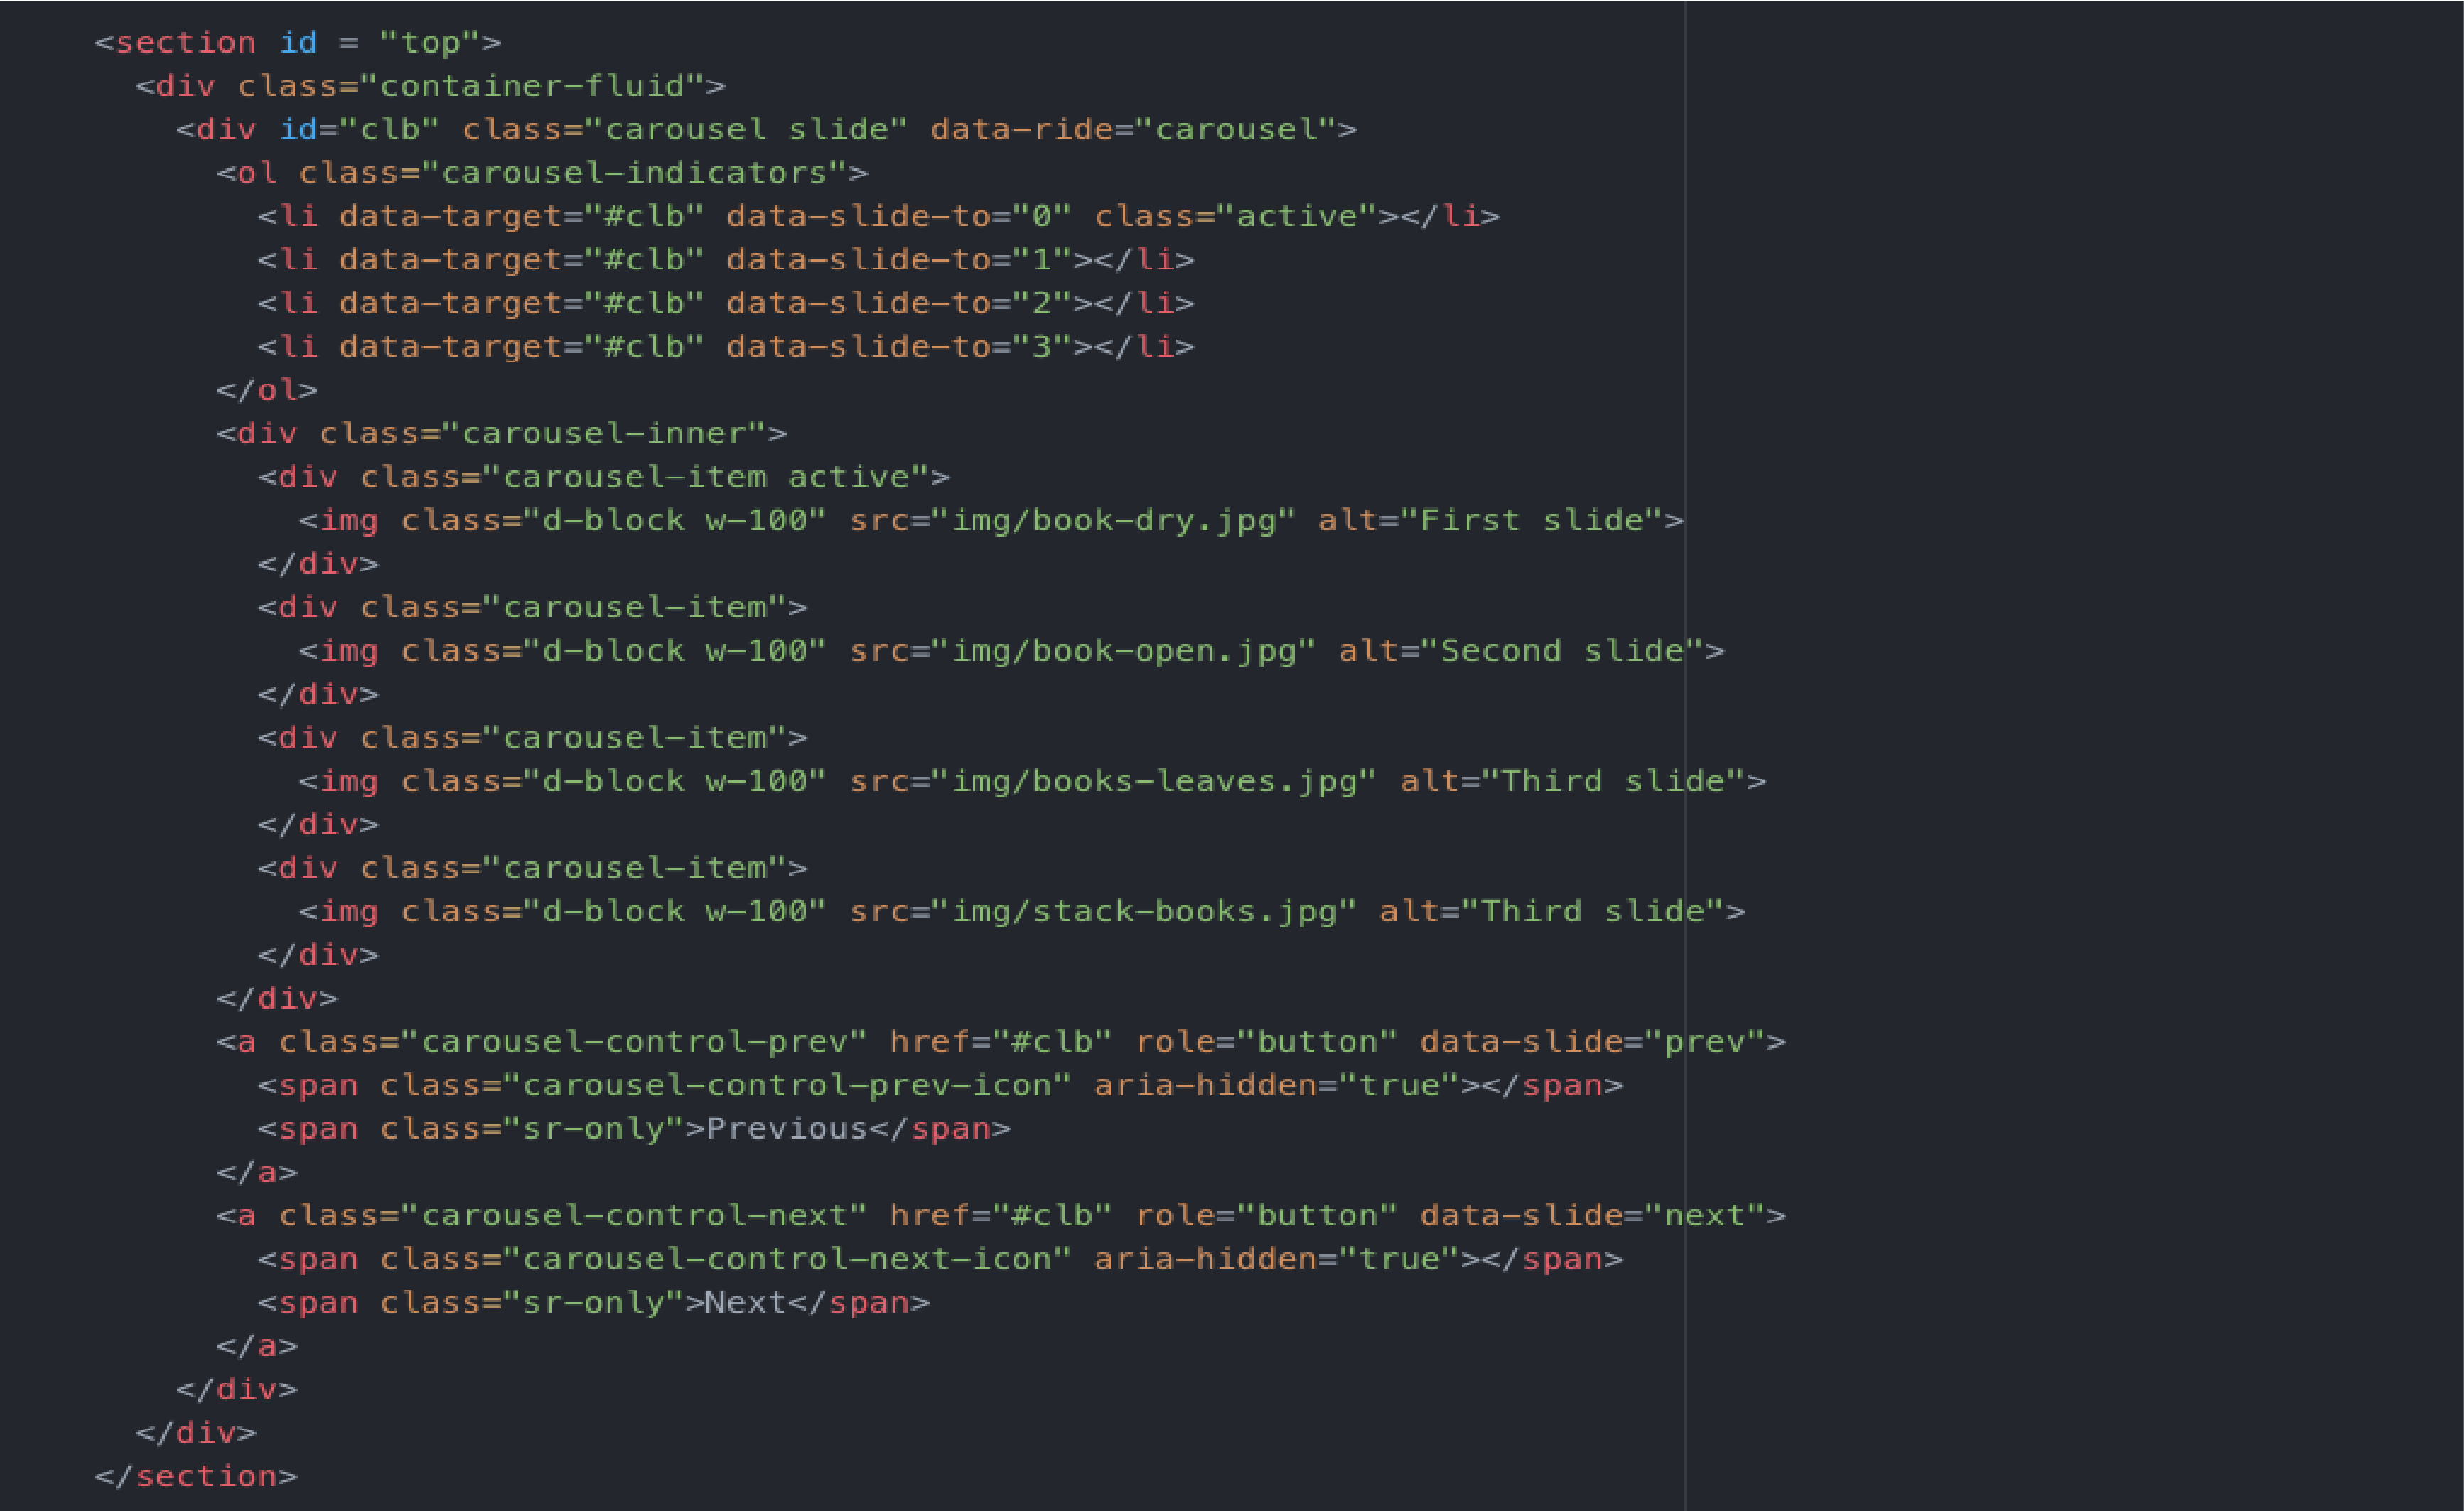 <section id = "top">
<div class="container-fluid">
<div id="clb" class="carousel slide" data-ride="carousel">
<ol class="carousel-indicators">
<li data-target="#clb" data-slide-to="0" class="active"></li>
<li data-target="#clb" data-slide-to="1"></li>
<li data-target="#clb" data-slide-to="2"></li>
<li data-target="#clb" data-slide-to="3"></li>
</ol>
<div class="carousel-inner">
<div class="carousel-item active">
<img class="d-block w-100" src="img/book-dry.jpg" alt="First slide">
</div>
<div class="carousel-item">
<img class="d-block w-100" src="img/book-open.jpg" alt="Second slide">
</div>
<div class="carousel-item">
<img class="d-block w-100" src="img/books-leaves.jpg" alt="Third slide">
</div>
<div class="carousel-item">
<img class="d-block w-100" src="img/stack-books.jpg" alt="Third slide">
</div>
</div>
<a class="carousel-control-prev" href="#clb" role="button" data-slide="prev">
<span class="carousel-control-prev-icon" aria-hidden="true"></span>
<span class="sr-only">Previous</span>
</a>
<a class="carousel-control-next" href="#clb" role="button" data-slide="next">
<span class="carousel-control-next-icon" aria-hidden="true"></span>
<span class="sr-only">Next</span>
</a>
</div>
</div>
</section>